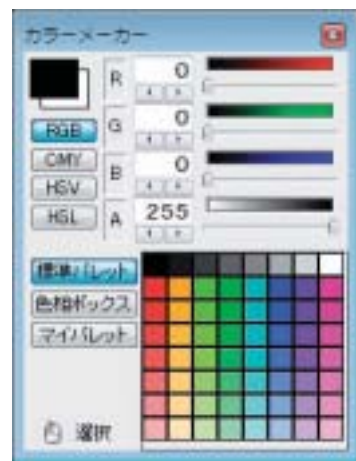 カラーメーカー
R 0
RGB G 0
CMY
HSV B 0
HSL A 255
標準パレット
色相ボックス
マイパレット
選択